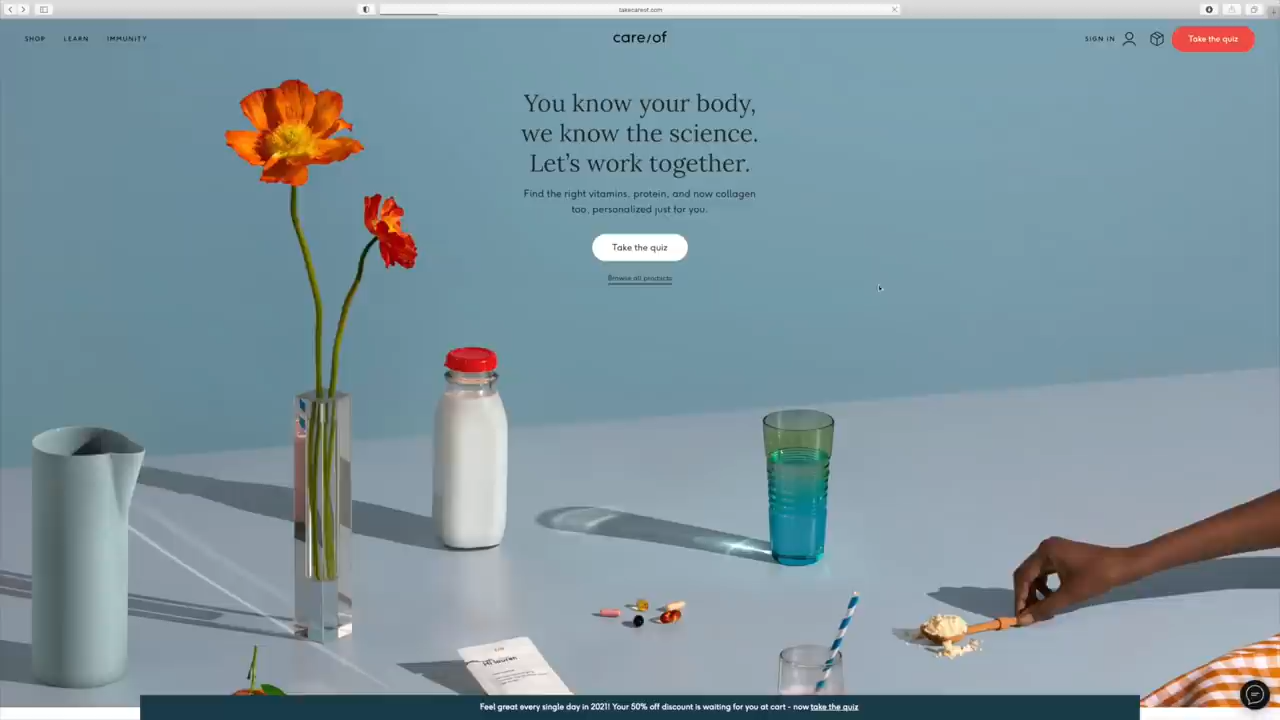 takecareof.com
SHOP
LEARN
IMMUNITY
care/of
SIGN IN
Take the quiz
You know your body,
we know the science.
Let's work together.
Find the right vitamins, protein, and now collagen
too, personalized just for you.
Take the quiz
Browse all products
Feel great every single day in 2021! Your 50% off discount is waiting for you at cart - now take the quiz